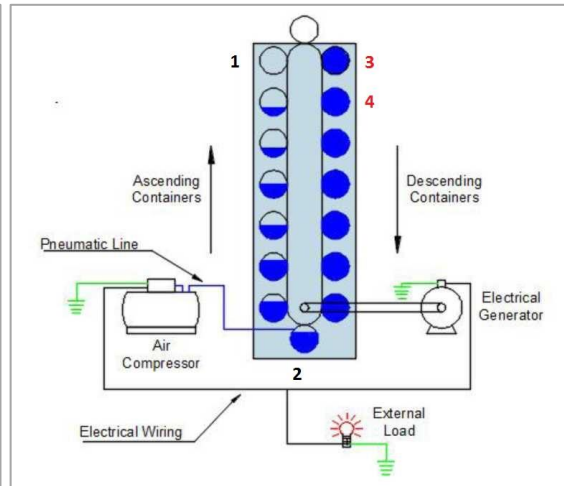 1
3
4
Ascending
Containers
Descending
Containers
Pneumatic Line
Air
Compressor
Electrical
Generator
2
Electrical Wiring
External
Load